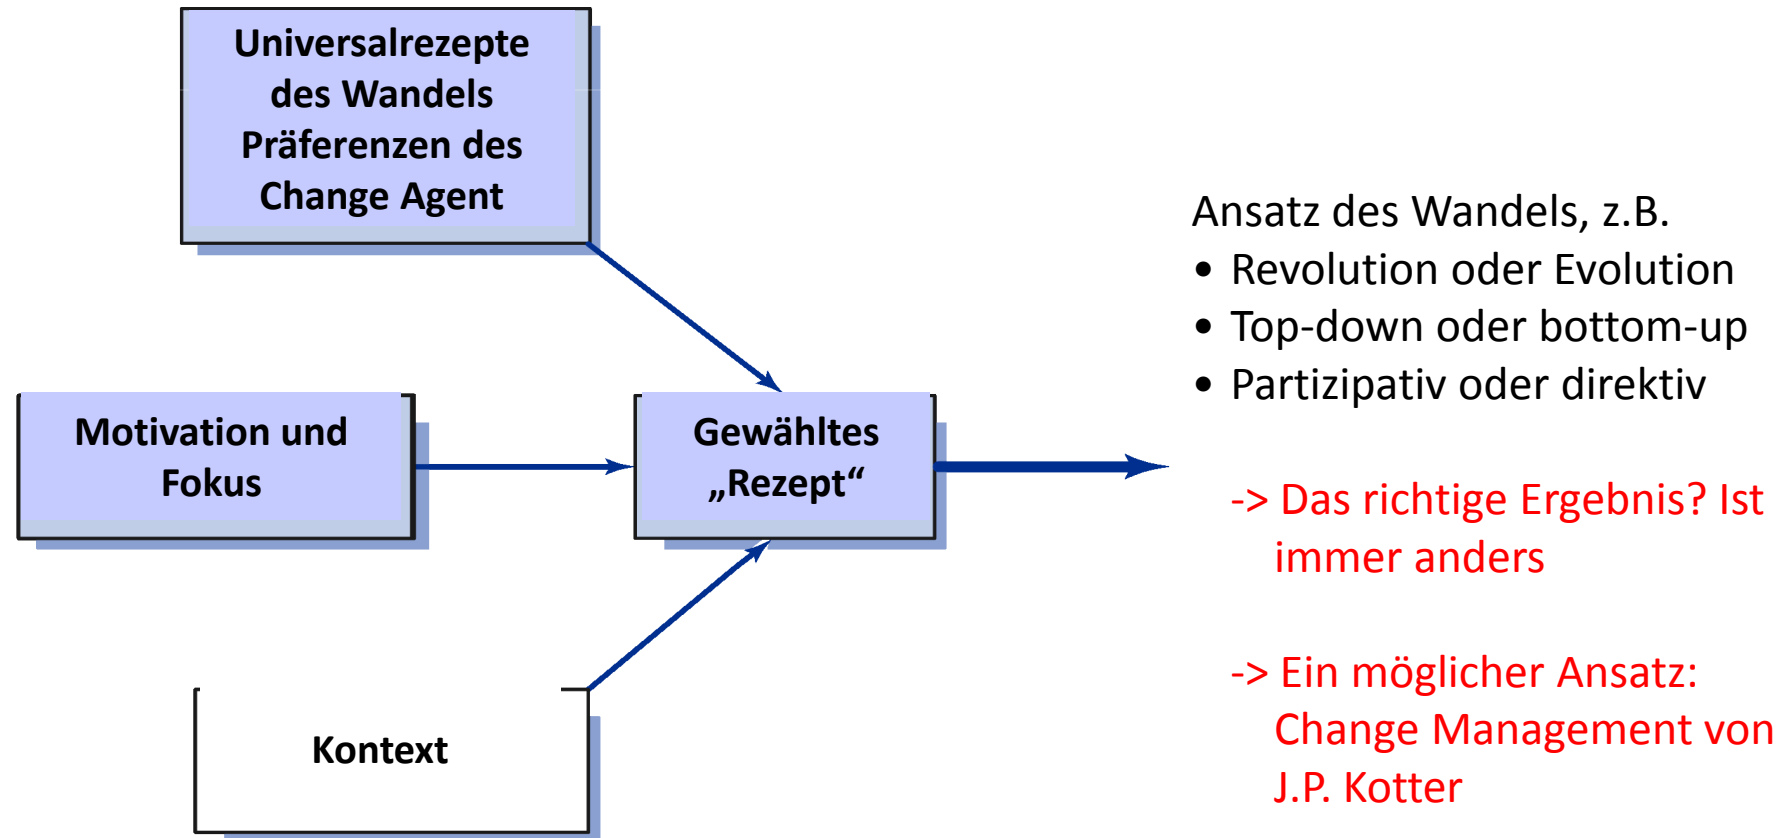 Universalrezepte
des Wandels
Präferenzen des
Change Agent
Motivation und
Fokus
Gewähltes
„Rezept“
Kontext
Ansatz des Wandels, z.B.
• Revolution oder Evolution
• Top-down oder bottom-up
• Partizipativ oder direktiv
-> Das richtige Ergebnis? Ist
immer anders
-> Ein möglicher Ansatz:
Change Management von
J.P. Kotter